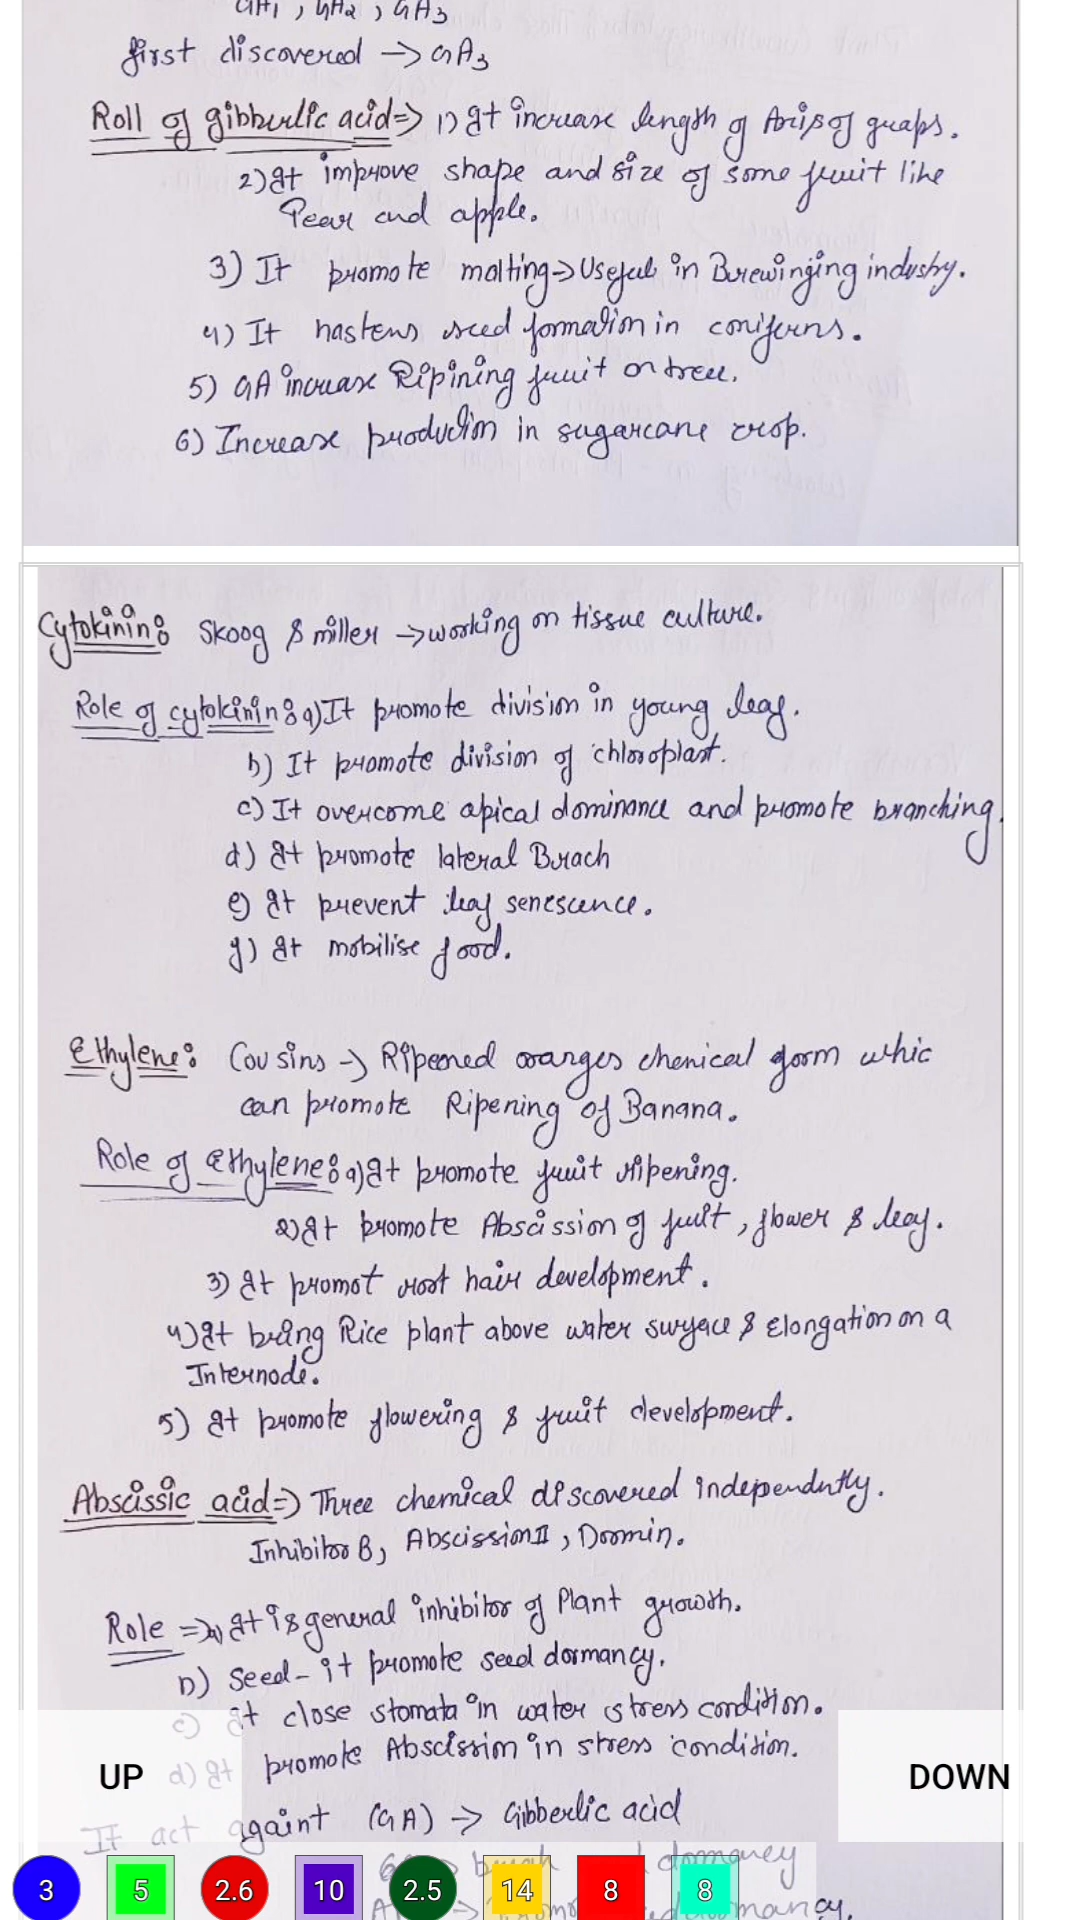 GA1, GA2, GA3
first discovered → GA3
Roll of gibberlic acid => 1) It increase length of Axis of graps.
2) It improve shape and size of some fruit like
Pear and apple.
3) It promote malting → Useful in Brewinging industry.
4) It hastens seed formation in coniferns.
5) GA increase Ripining fruit on tree.
6) Increase production in sugarcane crop.
Cytokinin: Skoog & miller → working on tissue culture.
Role of cytokinin: a) It promote division in young leaf.
b) It promote division of chloroplast.
c) It overcome apical dominance and promote branching.
d) It promote lateral Brach
e) It prevent leaf senescence.
f) It mobilise food.
Ethylene: Cousins → Ripened oranges chemical form whic
can promote Ripening of Banana.
Role of Ethylene: a) It promote fruit ripening.
2) It promote Abscission of fruit, flower & leaf.
3) It promot root hair development.
4) It bring Rice plant above water surface & Elongation on a
Internode.
5) It promote flowering & fruit development.
Abscissic acid => Three chemical discovered independntly.
Inhibitor B, Abscission II, Dormin.
Role => a) It is general inhibitor of Plant growth.
b) Seed - it promote seed dormancy.
c) It close stomata in water stress condition.
d) It promote Abscission in stress condition.
UP
DOWN
It act againt (GA) → Gibberlic acid
domancy
3 5 2.6 10 2.5 14 8 8